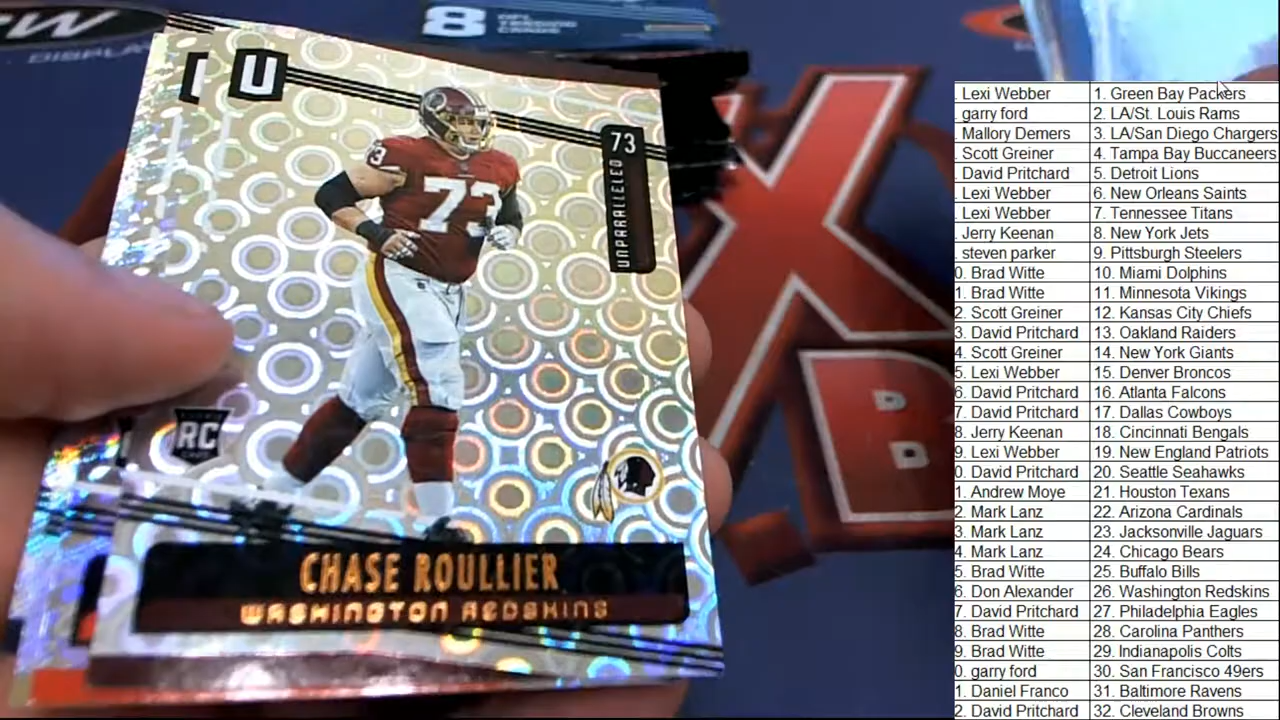 W
DISPLA
8 NFL TRADING CARDS
U
73
UNPARALLELED
73
73
RC
CHASE ROULLIER
WASHINGTON REDSKINS
X
B
. Lexi Webber 1. Green Bay Packers
. garry ford 2. LA/St. Louis Rams
. Mallory Demers 3. LA/San Diego Chargers
. Scott Greiner 4. Tampa Bay Buccaneers
. David Pritchard 5. Detroit Lions
. Lexi Webber 6. New Orleans Saints
. Lexi Webber 7. Tennessee Titans
. Jerry Keenan 8. New York Jets
. steven parker 9. Pittsburgh Steelers
0. Brad Witte 10. Miami Dolphins
1. Brad Witte 11. Minnesota Vikings
2. Scott Greiner 12. Kansas City Chiefs
3. David Pritchard 13. Oakland Raiders
4. Scott Greiner 14. New York Giants
5. Lexi Webber 15. Denver Broncos
6. David Pritchard 16. Atlanta Falcons
7. David Pritchard 17. Dallas Cowboys
8. Jerry Keenan 18. Cincinnati Bengals
9. Lexi Webber 19. New England Patriots
0. David Pritchard 20. Seattle Seahawks
1. Andrew Moye 21. Houston Texans
2. Mark Lanz 22. Arizona Cardinals
3. Mark Lanz 23. Jacksonville Jaguars
4. Mark Lanz 24. Chicago Bears
5. Brad Witte 25. Buffalo Bills
6. Don Alexander 26. Washington Redskins
7. David Pritchard 27. Philadelphia Eagles
8. Brad Witte 28. Carolina Panthers
9. Brad Witte 29. Indianapolis Colts
0. garry ford 30. San Francisco 49ers
1. Daniel Franco 31. Baltimore Ravens
2. David Pritchard 32. Cleveland Browns